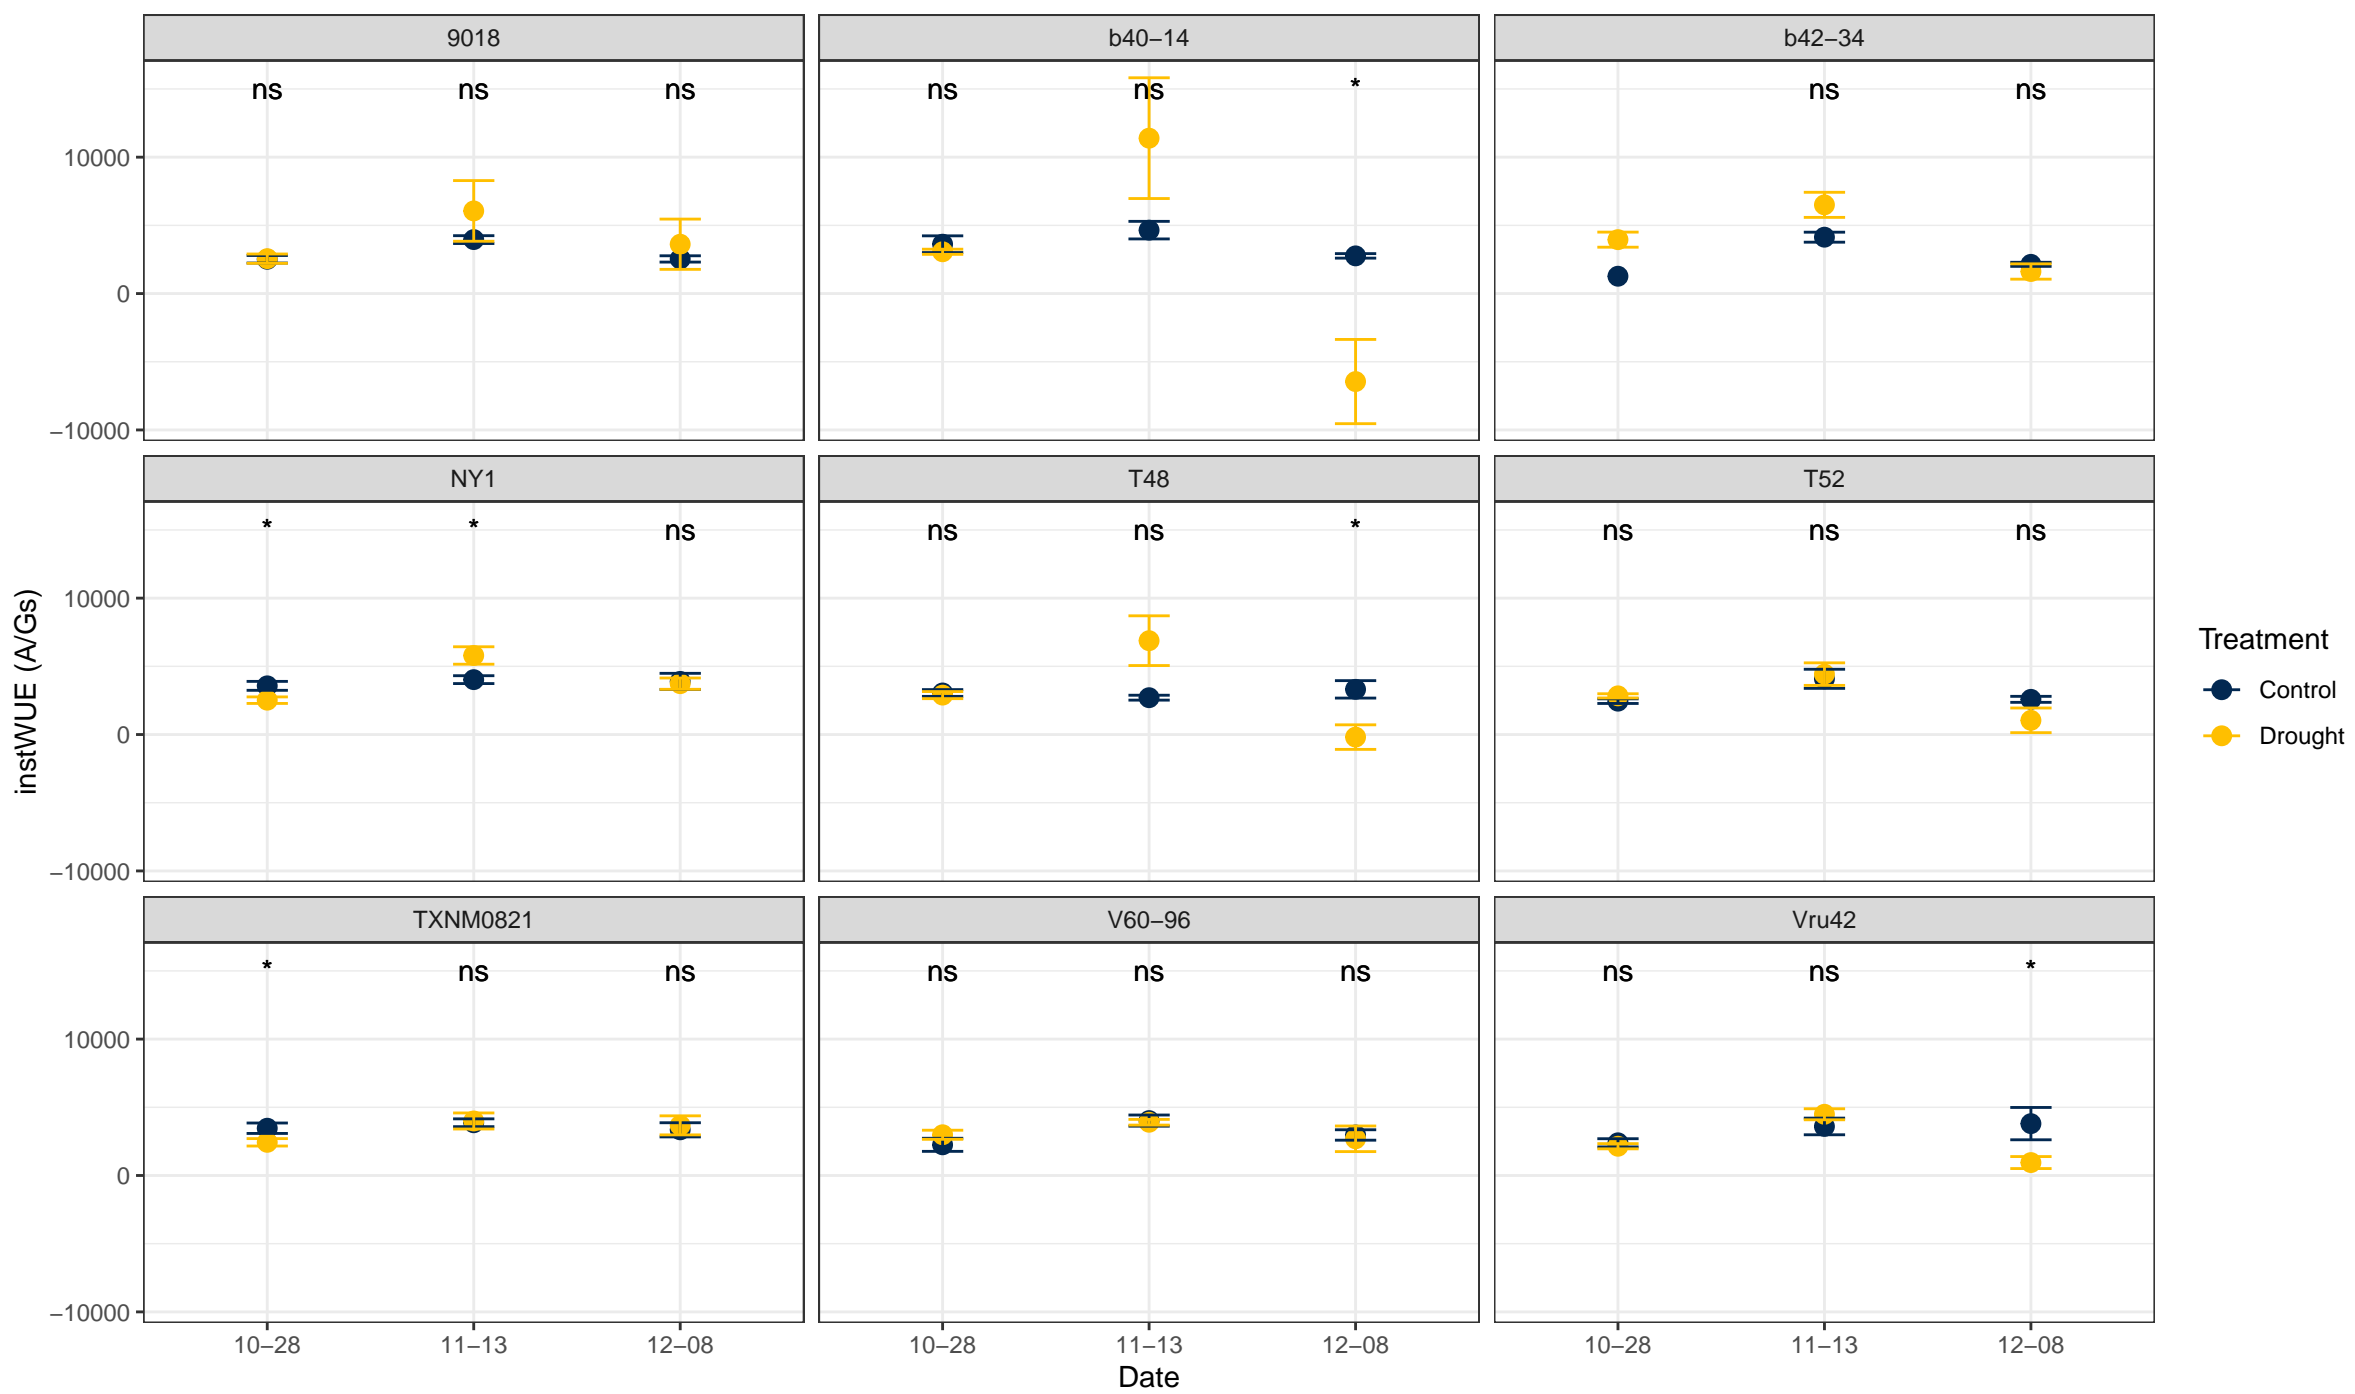 9018 b40−14 b42−34
ns ns ns ns ns * ns ns
10000
0
−10000
NY1 T48 T52
* * ns ns ns * ns ns ns
10000
0
−10000
TXNM0821 V60−96 Vru42
* ns ns ns ns ns ns ns *
10000
0
−10000
10−28 11−13 12−08 10−28 11−13 12−08 10−28 11−13 12−08
Date
instWUE (A/Gs)
Treatment
Control
Drought